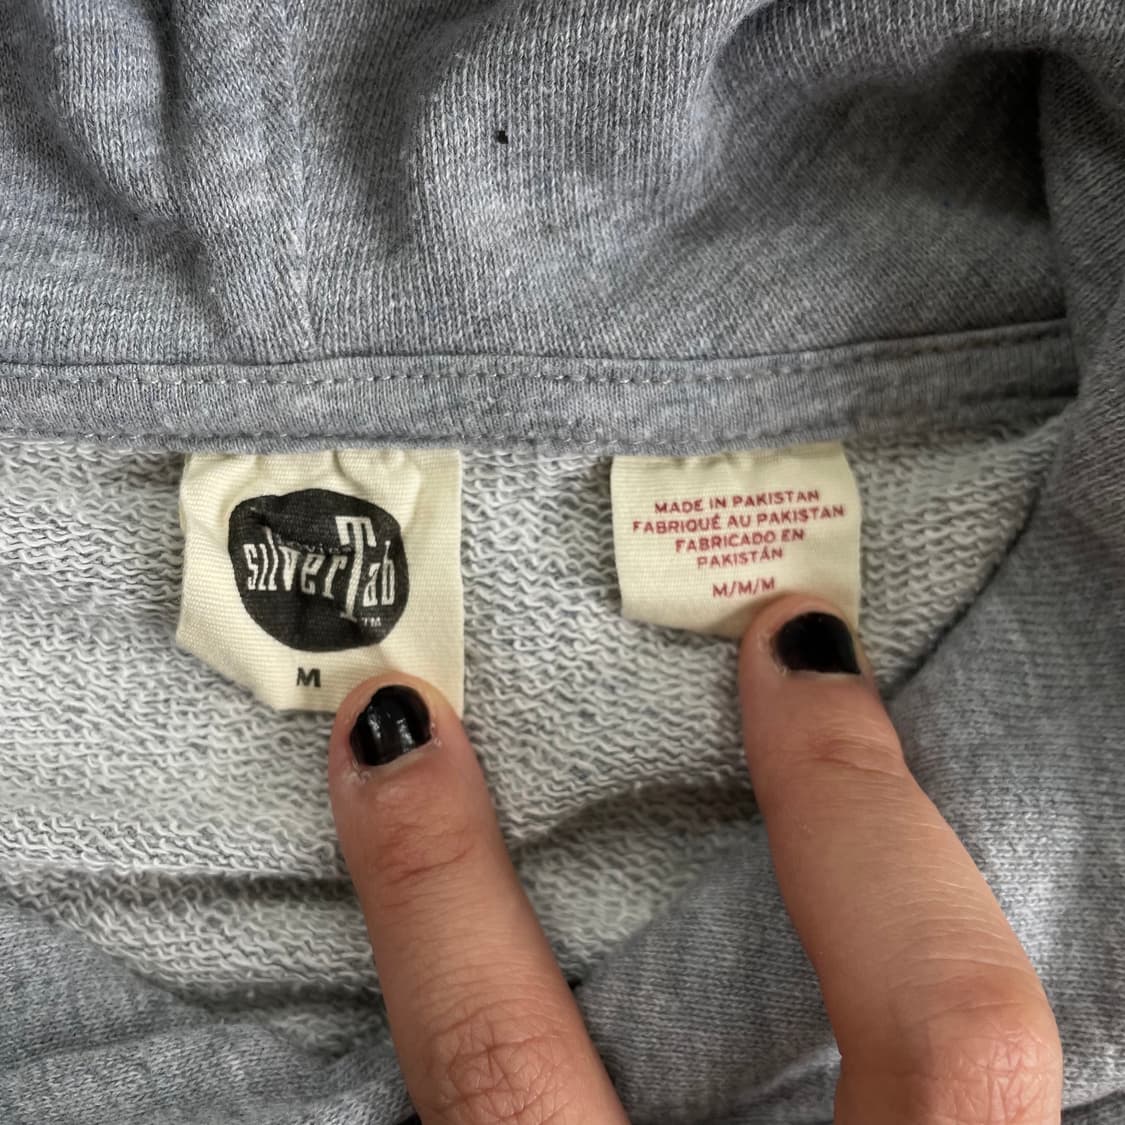 silverTab
TM
M
MADE IN PAKISTAN
FABRIQUÉ AU PAKISTAN
FABRICADO EN
PAKISTÁN
M/M/M